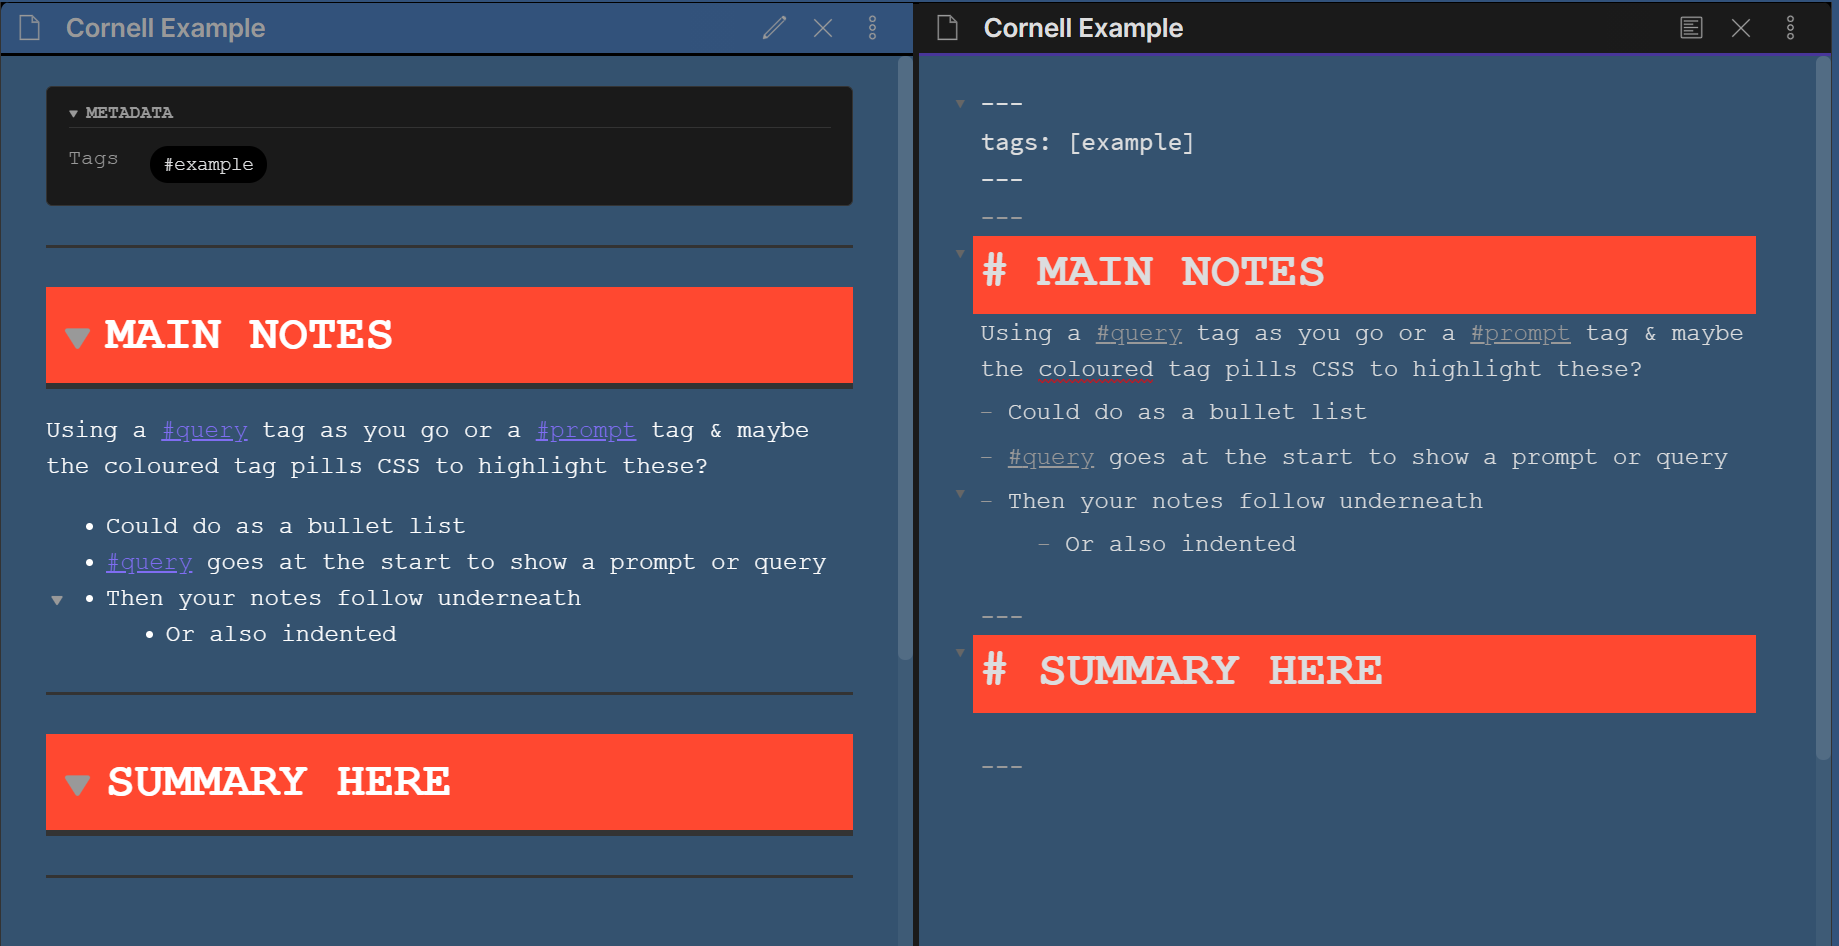 Cornell Example
METADATA
Tags #example
MAIN NOTES
Using a #query tag as you go or a #prompt tag & maybe
the coloured tag pills CSS to highlight these?
• Could do as a bullet list
• #query goes at the start to show a prompt or query
• Then your notes follow underneath
• Or also indented
SUMMARY HERE
Cornell Example
---
tags: [example]
---
---
# MAIN NOTES
Using a #query tag as you go or a #prompt tag & maybe
the coloured tag pills CSS to highlight these?
- Could do as a bullet list
- #query goes at the start to show a prompt or query
- Then your notes follow underneath
- Or also indented
---
# SUMMARY HERE
---